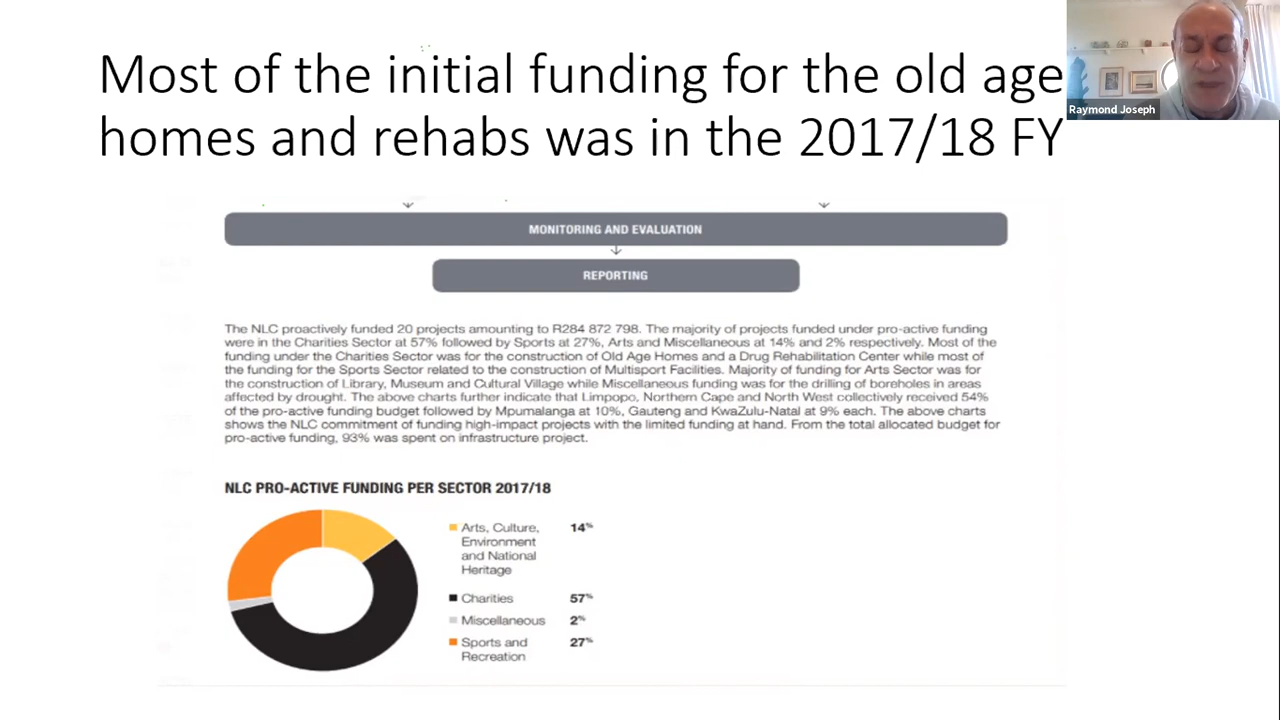 Most of the initial funding for the old age
homes and rehabs was in the 2017/18 FY
Raymond Joseph
MONITORING AND EVALUATION
REPORTING
The NLC proactively funded 20 projects amounting to R284 872 798. The majority of projects funded under pro-active funding
were in the Charities Sector at 57% followed by Sports at 27%, Arts and Miscellaneous at 14% and 2% respectively. Most of the
funding under the Charities Sector was for the construction of Old Age Homes and a Drug Rehabilitation Center while most of
the funding for the Sports Sector related to the construction of Multisport Facilities. Majority of funding for Arts Sector was for
the construction of Library, Museum and Cultural Village while Miscellaneous funding was for the drilling of boreholes in areas
affected by drought. The above charts further indicate that Limpopo, Northern Cape and North West collectively received 54%
of the pro-active funding budget followed by Mpumalanga at 10%, Gauteng and KwaZulu-Natal at 9% each. The above charts
shows the NLC commitment of funding high-impact projects with the limited funding at hand. From the total allocated budget for
pro-active funding, 93% was spent on infrastructure project.
NLC PRO-ACTIVE FUNDING PER SECTOR 2017/18
Arts, Culture, 14%
Environment
and National
Heritage
Charities 57%
Miscellaneous 2%
Sports and 27%
Recreation